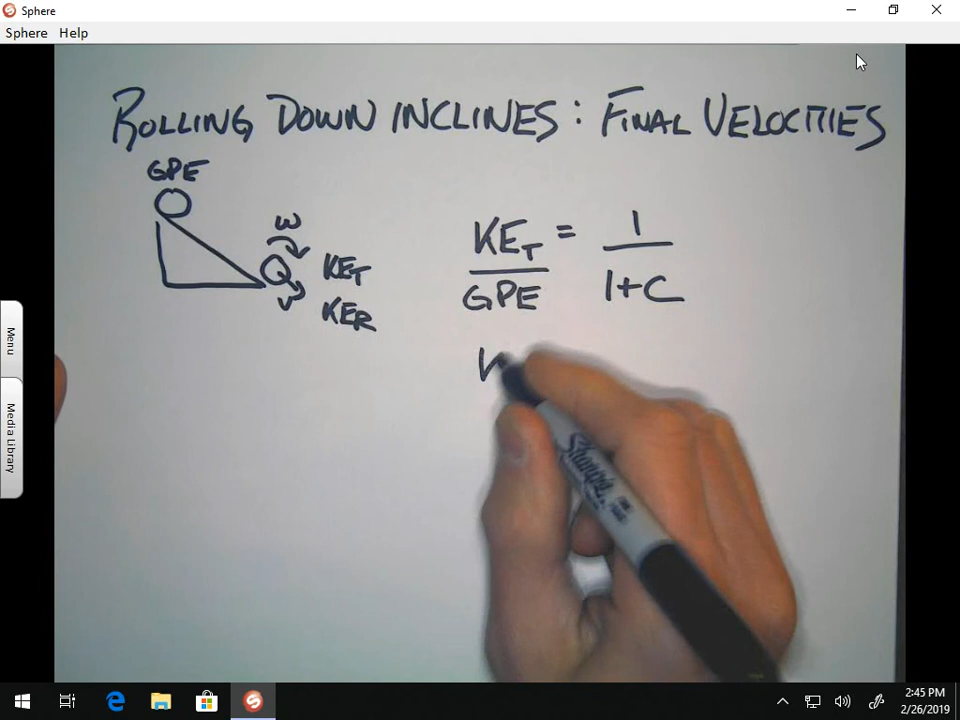 Sphere
Sphere Help
ROLLING DOWN INCLINES: FINAL VELOCITIES
GPE
ω
KET
v
KER
KET = 1
GPE 1+C
Menu
Media Library
Sharpie
2:45 PM
2/26/2019